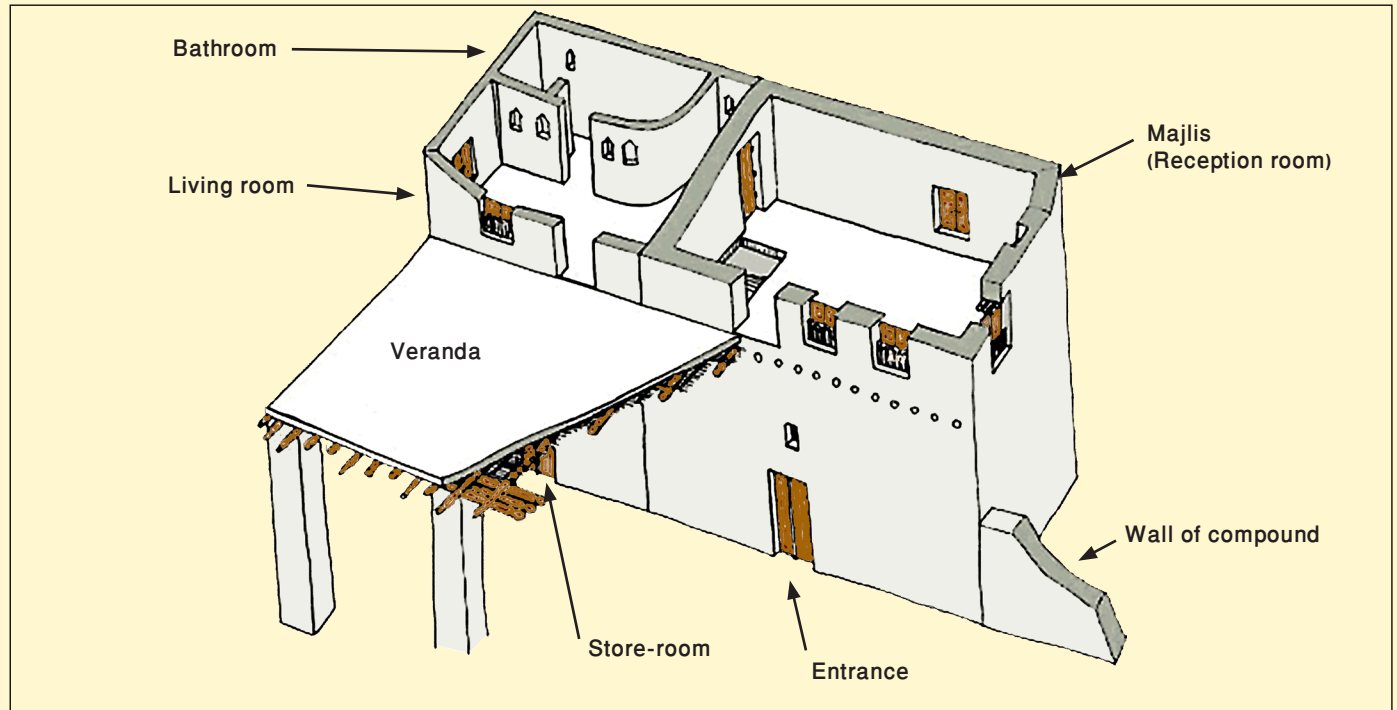 Bathroom
Majlis
(Reception room)
Living room
Veranda
Wall of compound
Store-room
Entrance